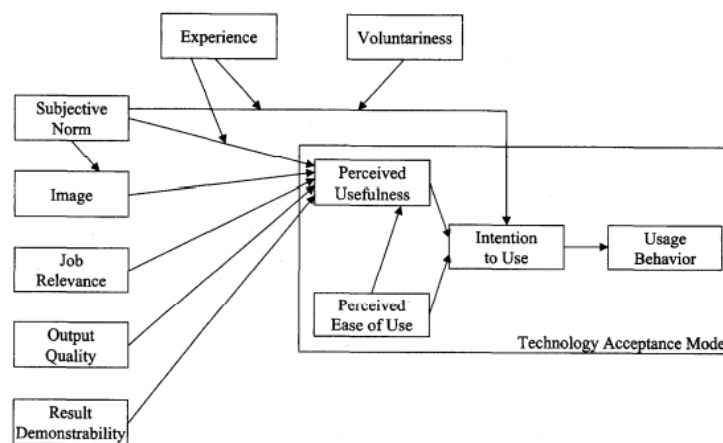 Experience
Voluntariness
Subjective
Norm
Image
Job
Relevance
Output
Quality
Result
Demonstrability
Perceived
Usefulness
Perceived
Ease of Use
Intention
to Use
Usage
Behavior
Technology Acceptance Mode